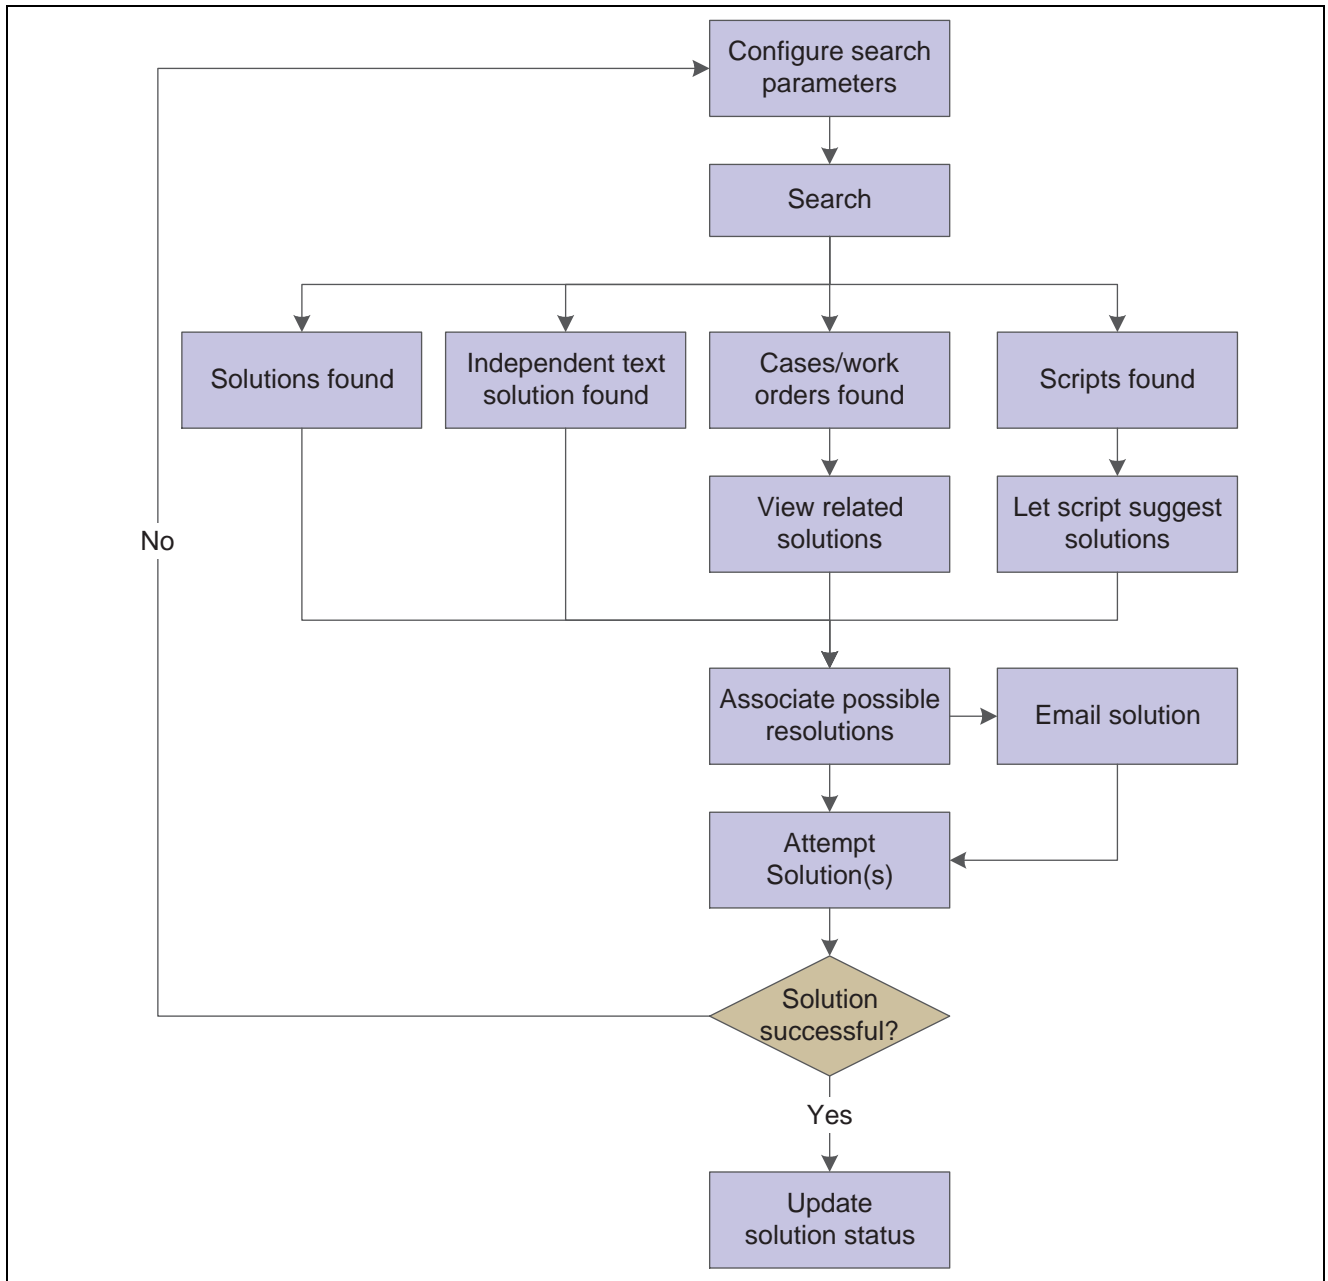 Configure search
parameters
Search
Solutions found
Independent text
solution found
Cases/work
orders found
Scripts found
View related
solutions
Let script suggest
solutions
No
Associate possible
resolutions
Email solution
Attempt
Solution(s)
Solution
successful?
Yes
Update
solution status